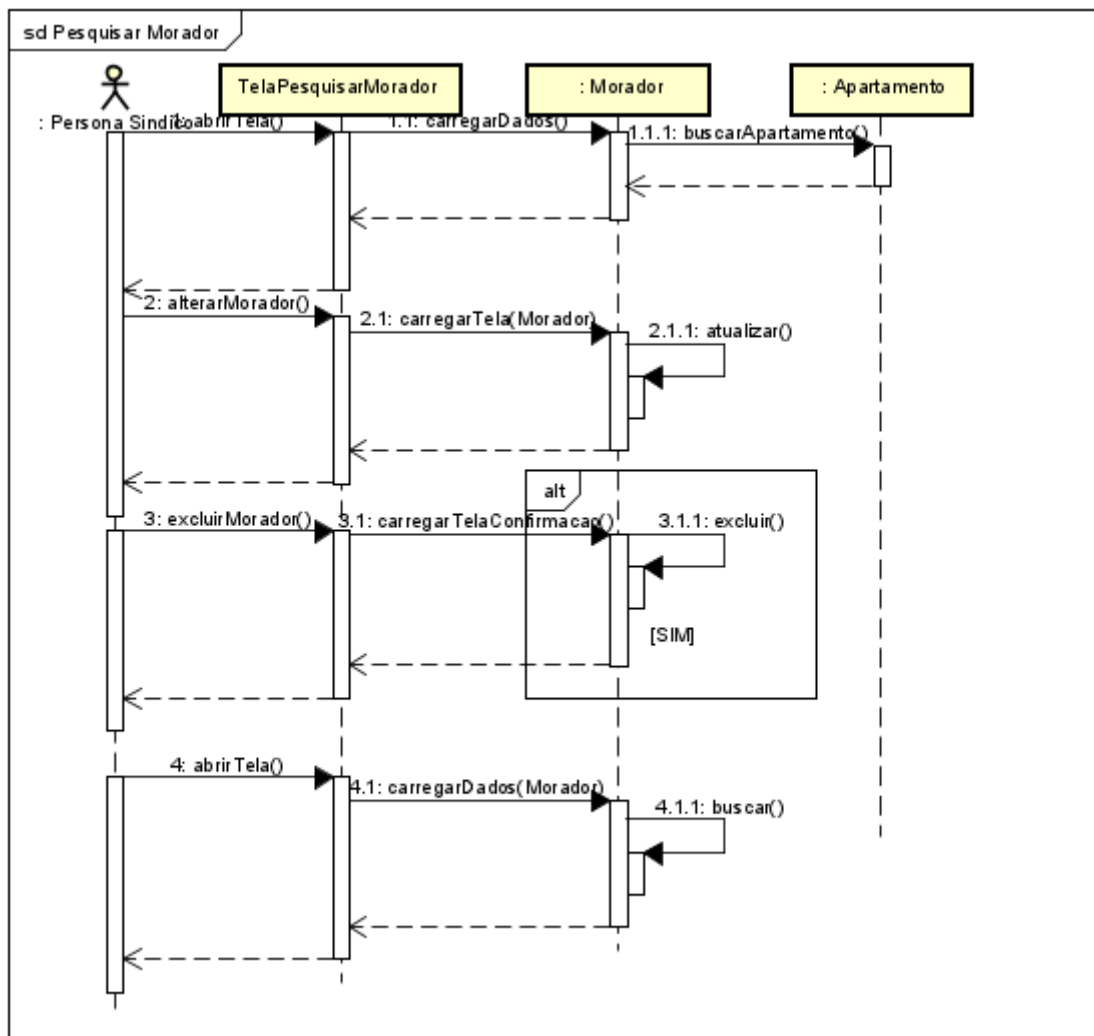 sd Pesquisar Morador
TelaPesquisarMorador
: Morador
: Apartamento
: Persona Sindico
1: abrirTela()
1.1: carregarDados()
1.1.1: buscarApartamento()
2: alterarMorador()
2.1: carregarTela(Morador)
2.1.1: atualizar()
alt
3: excluirMorador()
3.1: carregarTelaConfirmacao()
3.1.1: excluir()
[SIM]
4: abrirTela()
4.1: carregarDados(Morador)
4.1.1: buscar()